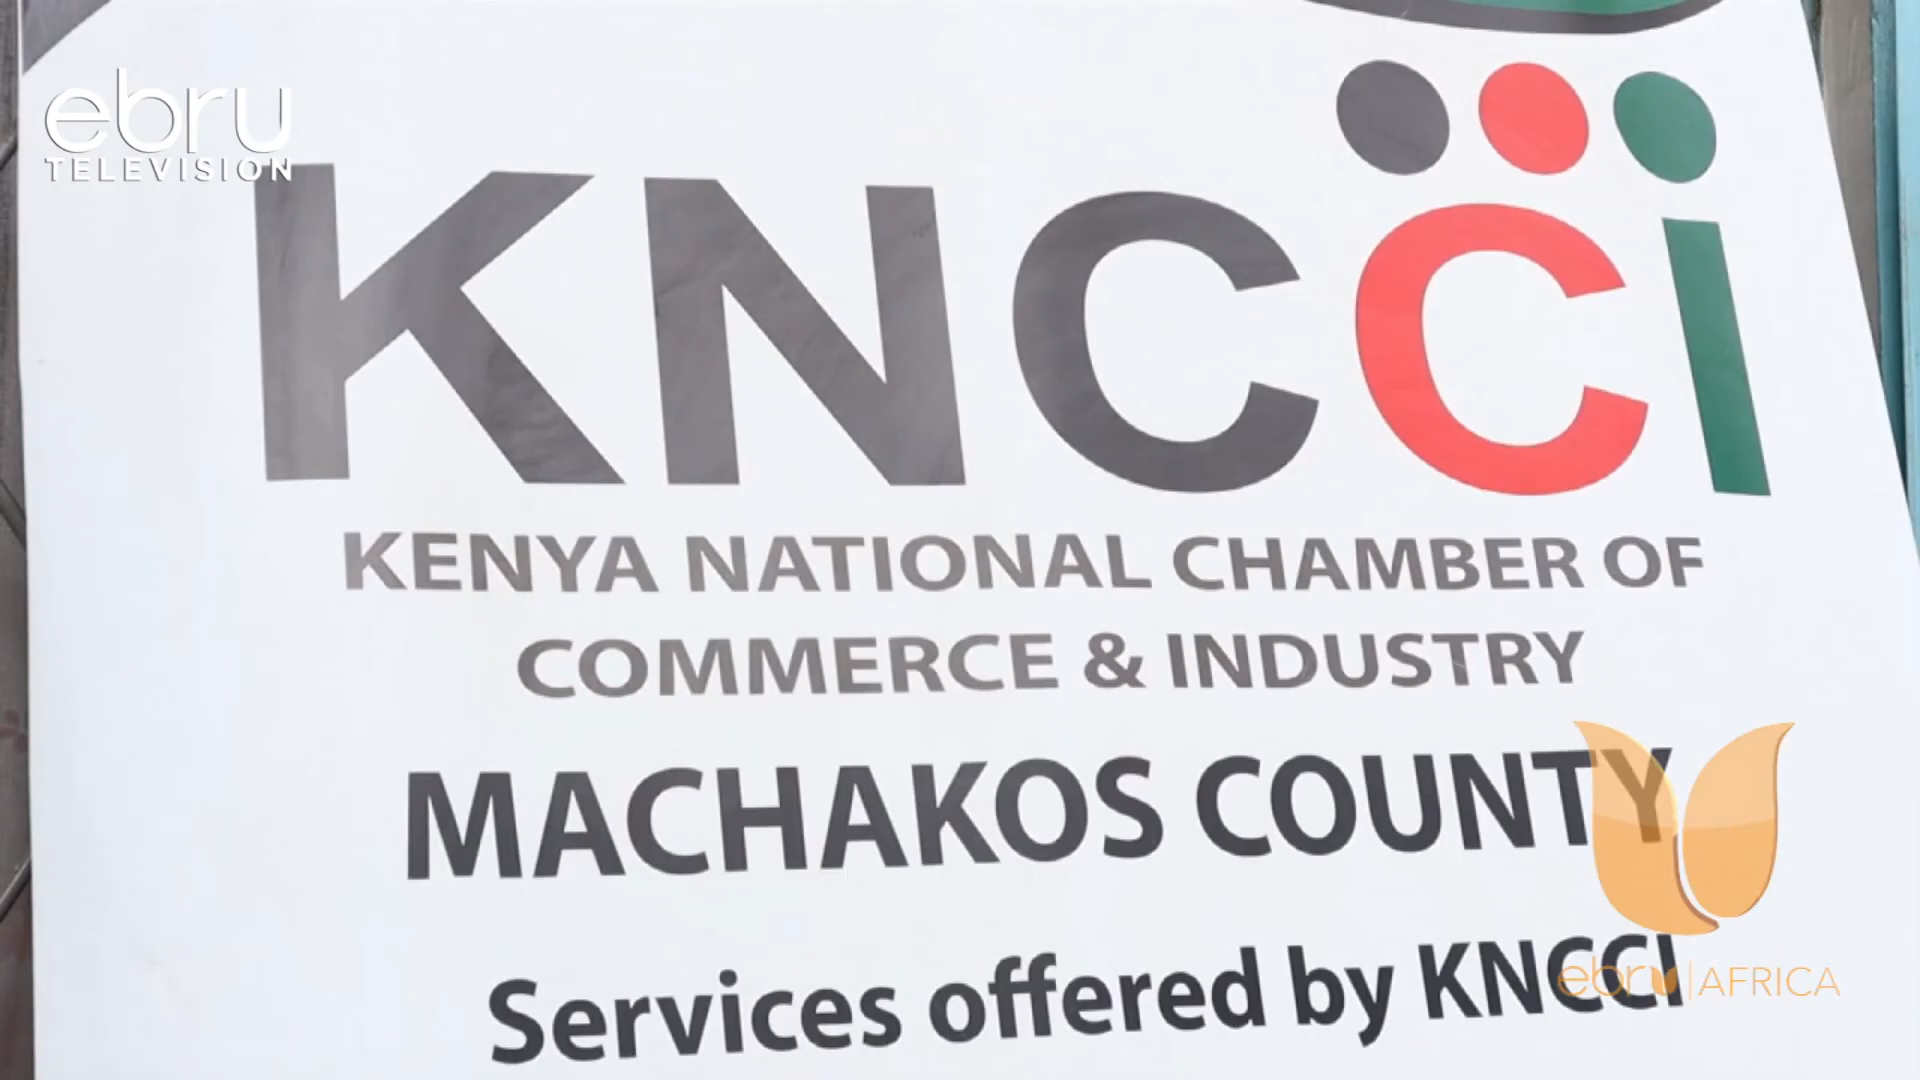 ebru
TELEVISION
KNCCI
KENYA NATIONAL CHAMBER OF
COMMERCE & INDUSTRY
MACHAKOS COUNTY
Services offered by KNCCI
ebru | AFRICA